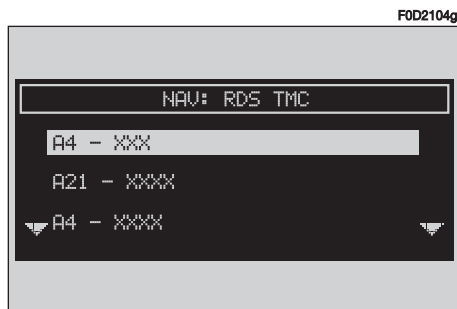 F0D2104g
NAV: RDS TMC
A4 - XXX
A21 - XXXX
A4 - XXXX